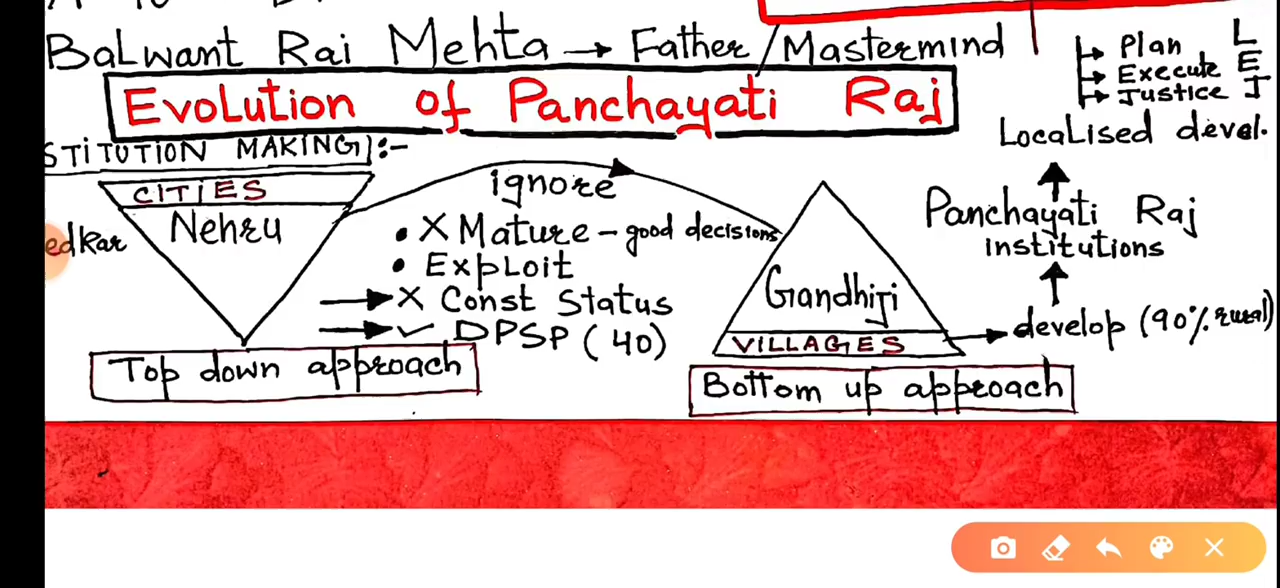 BaLwant Rai Mehta → Father / Mastermind
→ Plan L
→ Execute E
→ Justice J
Evolution of Panchayati Raj
Localised devel.
STITUTION MAKING):-
CITIES
ignore
Nehru
edkar
• X Mature - good decisions
• Exploit
→ X Const Status
→ ✓ DPSP (40)
Top down approach
Panchayati Raj
institutions
Gandhiji
VILLAGES → develop (90% rural)
Bottom up approach